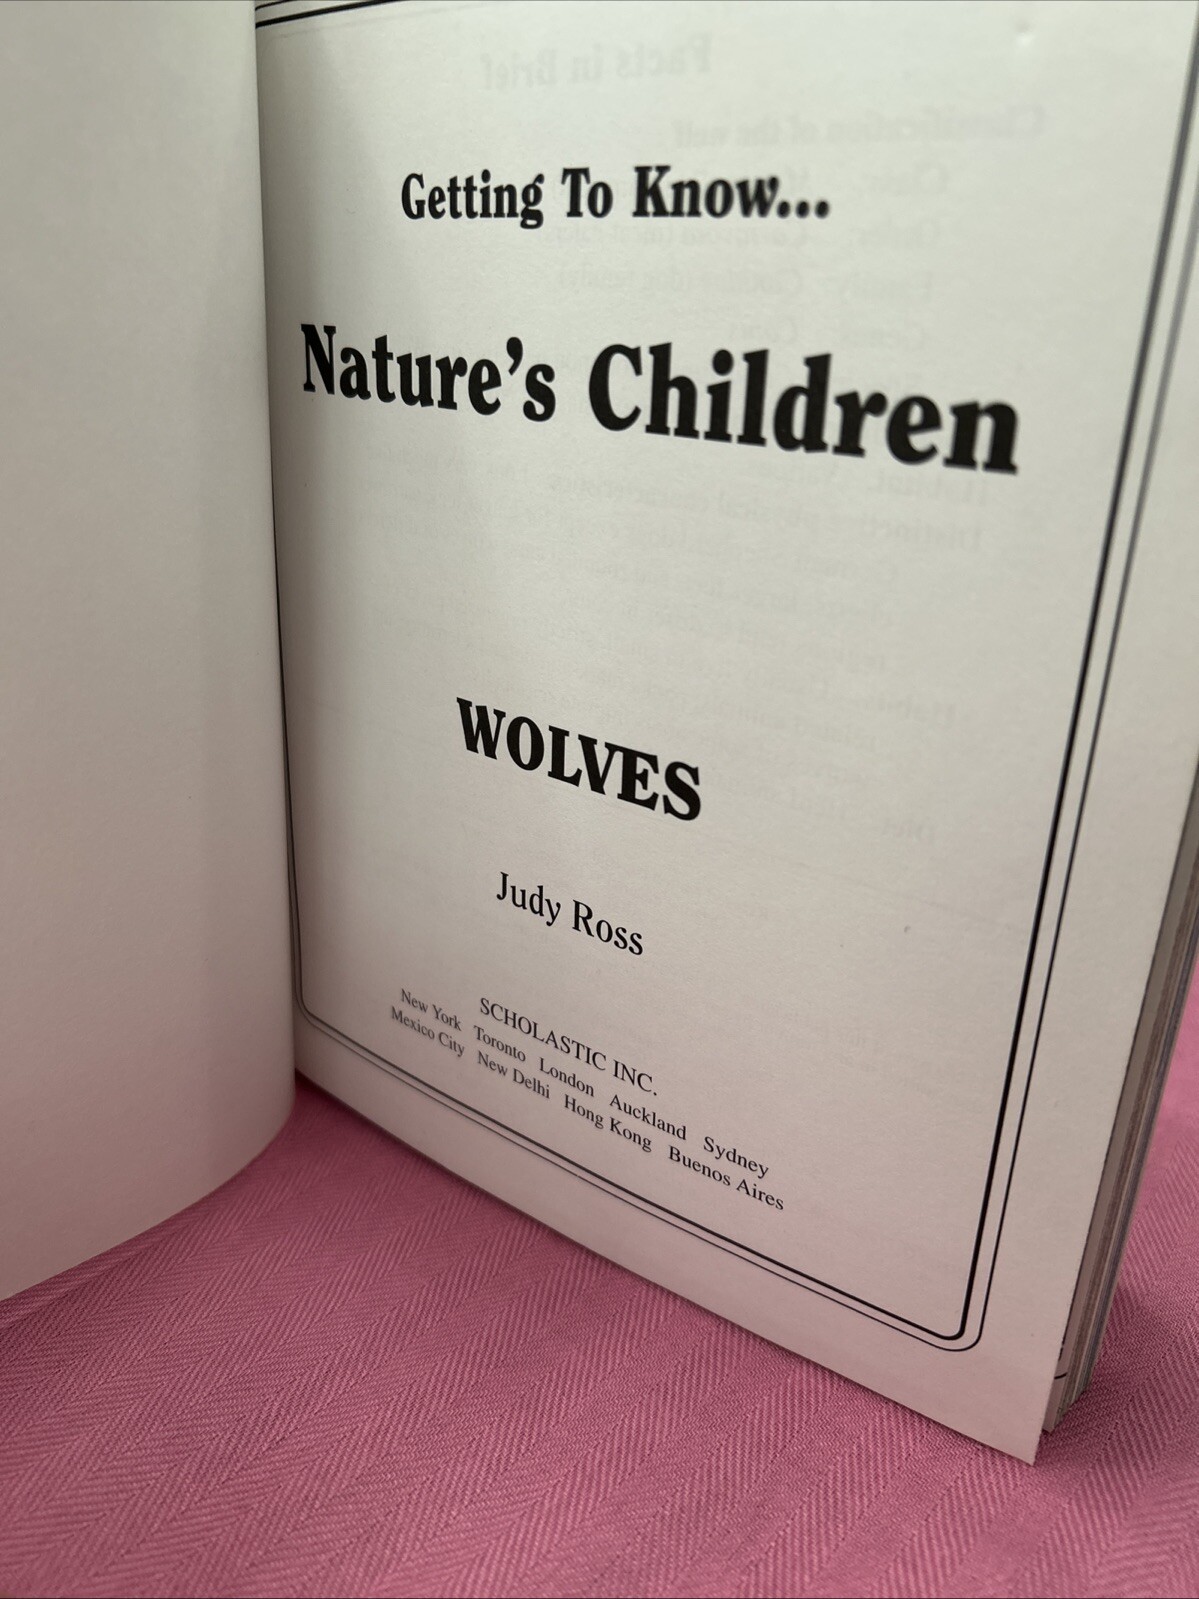 Getting To Know...
Nature's Children
WOLVES
Judy Ross
SCHOLASTIC INC.
New York Toronto London Auckland Sydney
Mexico City New Delhi Hong Kong Buenos Aires